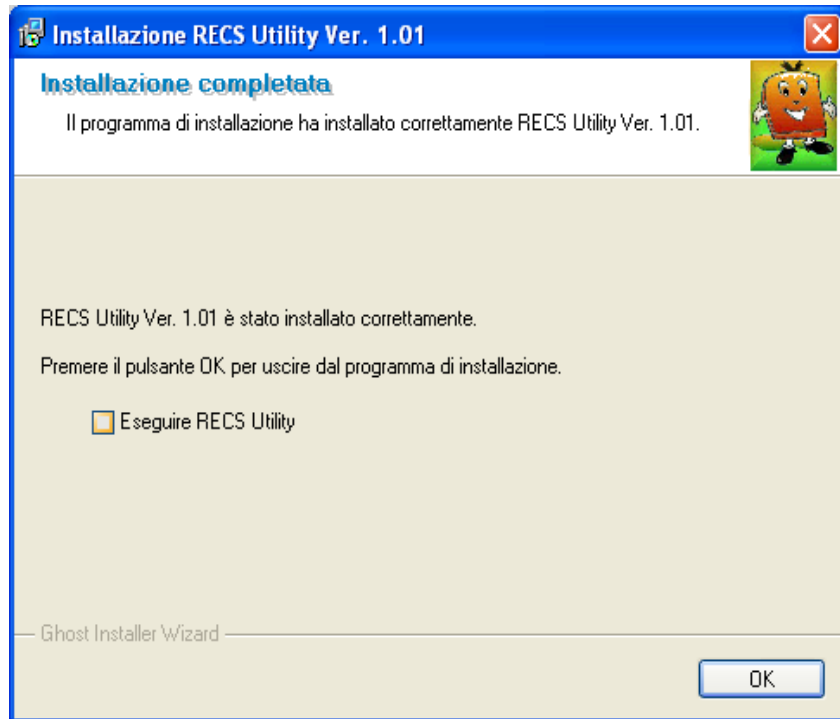 Installazione RECS Utility Ver. 1.01
Installazione completata
Il programma di installazione ha installato correttamente RECS Utility Ver. 1.01.
RECS Utility Ver. 1.01 è stato installato correttamente.
Premere il pulsante OK per uscire dal programma di installazione.
Eseguire RECS Utility
Ghost Installer Wizard
OK